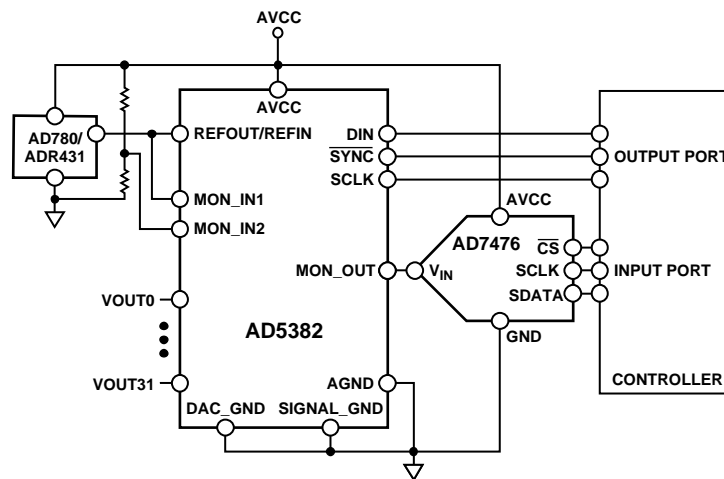 AVCC
AVCC
AD780/
ADR431
REFOUT/REFIN
DIN
SYNC
OUTPUT PORT
SCLK
AVCC
MON_IN1
AD7476
MON_IN2
CS
MON_OUT
VIN
SCLK
INPUT PORT
SDATA
VOUT0
AD5382
GND
VOUT31
AGND
CONTROLLER
DAC_GND
SIGNAL_GND